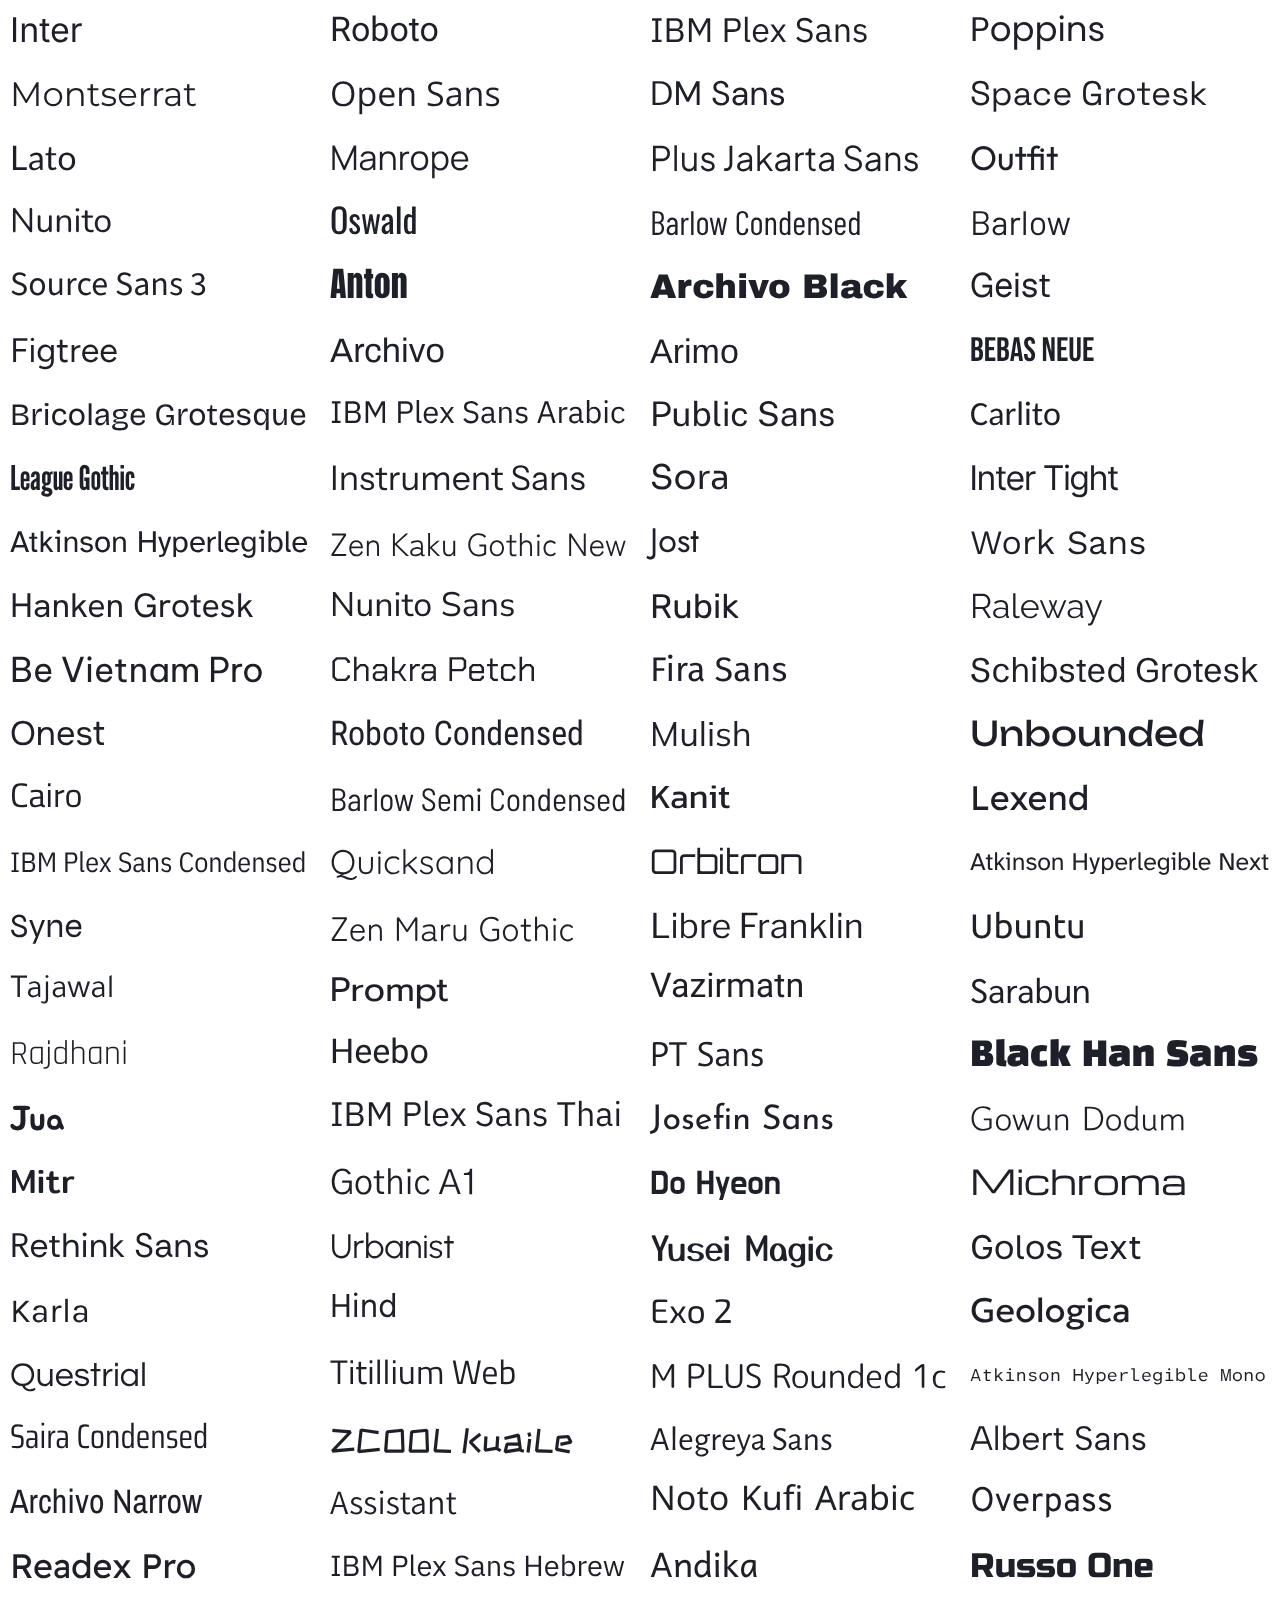 Inter
Roboto
IBM Plex Sans
Poppins
Montserrat
Open Sans
DM Sans
Space Grotesk
Lato
Manrope
Plus Jakarta Sans
Outfit
Nunito
Oswald
Barlow Condensed
Barlow
Source Sans 3
Anton
Archivo Black
Geist
Figtree
Archivo
Arimo
BEBAS NEUE
Bricolage Grotesque
IBM Plex Sans Arabic
Public Sans
Carlito
League Gothic
Instrument Sans
Sora
Inter Tight
Atkinson Hyperlegible
Zen Kaku Gothic New
Jost
Work Sans
Hanken Grotesk
Nunito Sans
Rubik
Raleway
Be Vietnam Pro
Chakra Petch
Fira Sans
Schibsted Grotesk
Onest
Roboto Condensed
Mulish
Unbounded
Cairo
Barlow Semi Condensed
Kanit
Lexend
IBM Plex Sans Condensed
Quicksand
Orbitron
Atkinson Hyperlegible Next
Syne
Zen Maru Gothic
Libre Franklin
Ubuntu
Tajawal
Prompt
Vazirmatn
Sarabun
Rajdhani
Heebo
PT Sans
Black Han Sans
Jua
IBM Plex Sans Thai
Josefin Sans
Gowun Dodum
Mitr
Gothic A1
Do Hyeon
Michroma
Rethink Sans
Urbanist
Yusei Magic
Golos Text
Karla
Hind
Exo 2
Geologica
Questrial
Titillium Web
M PLUS Rounded 1c
Atkinson Hyperlegible Mono
Saira Condensed
ZCOOL KuaiLe
Alegreya Sans
Albert Sans
Archivo Narrow
Assistant
Noto Kufi Arabic
Overpass
Readex Pro
IBM Plex Sans Hebrew
Andika
Russo One